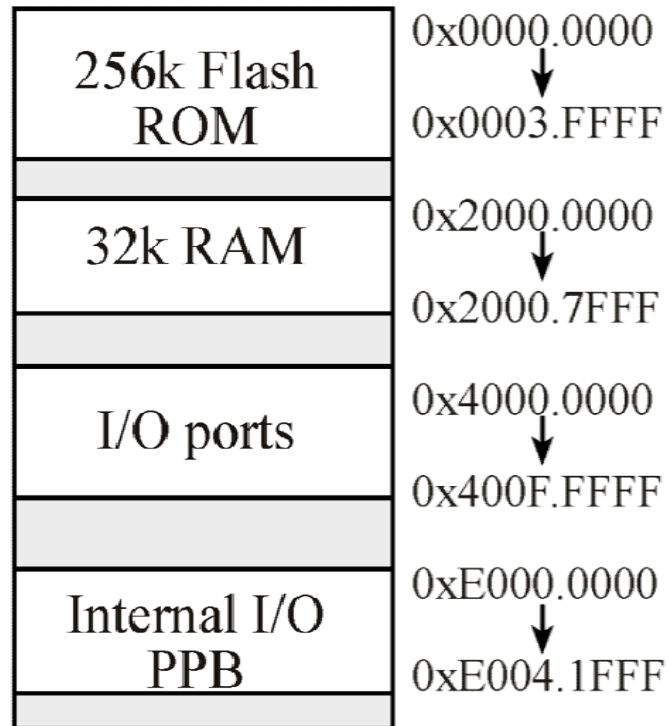 256k Flash
ROM
0x0000.0000
0x0003.FFFF
32k RAM
0x2000.0000
0x2000.7FFF
I/O ports
0x4000.0000
0x400F.FFFF
Internal I/O
PPB
0xE000.0000
0xE004.1FFF